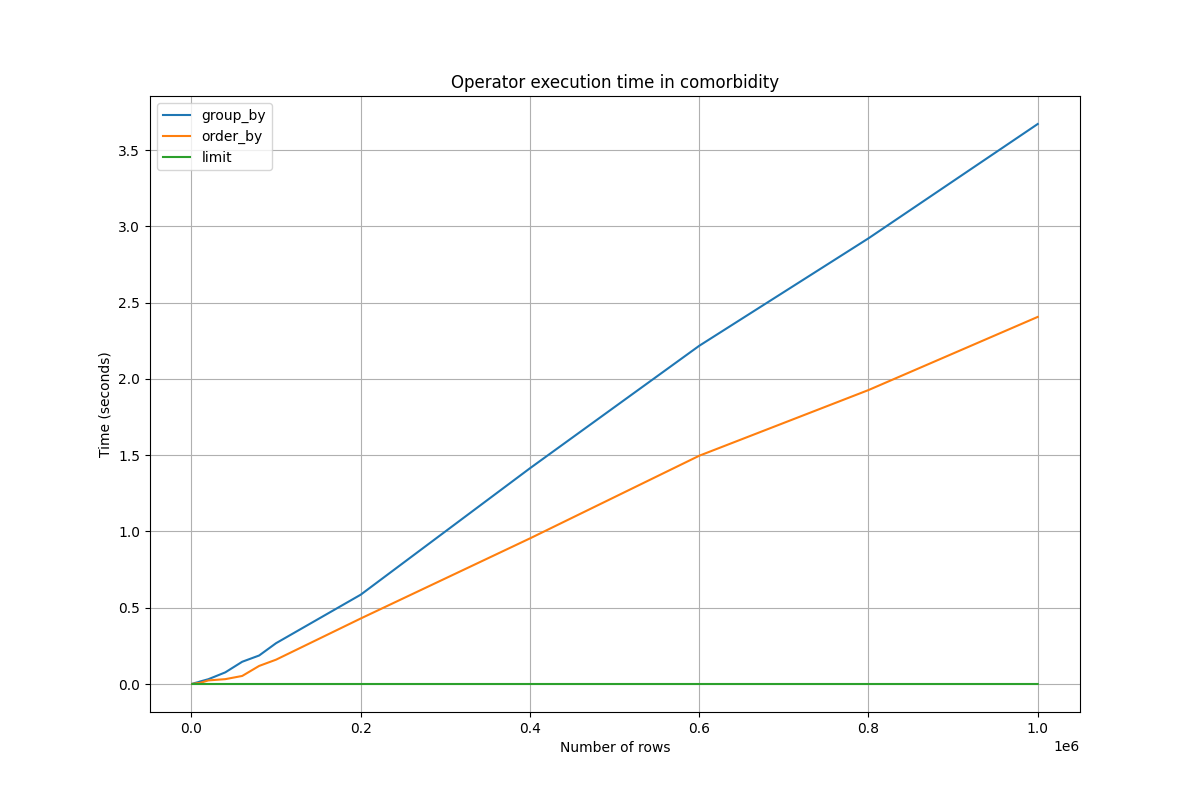 Operator execution time in comorbidity
group_by
order_by
limit
Time (seconds)
3.5
3.0
2.5
2.0
1.5
1.0
0.5
0.0
0.0 0.2 0.4 0.6 0.8 1.0
1e6
Number of rows